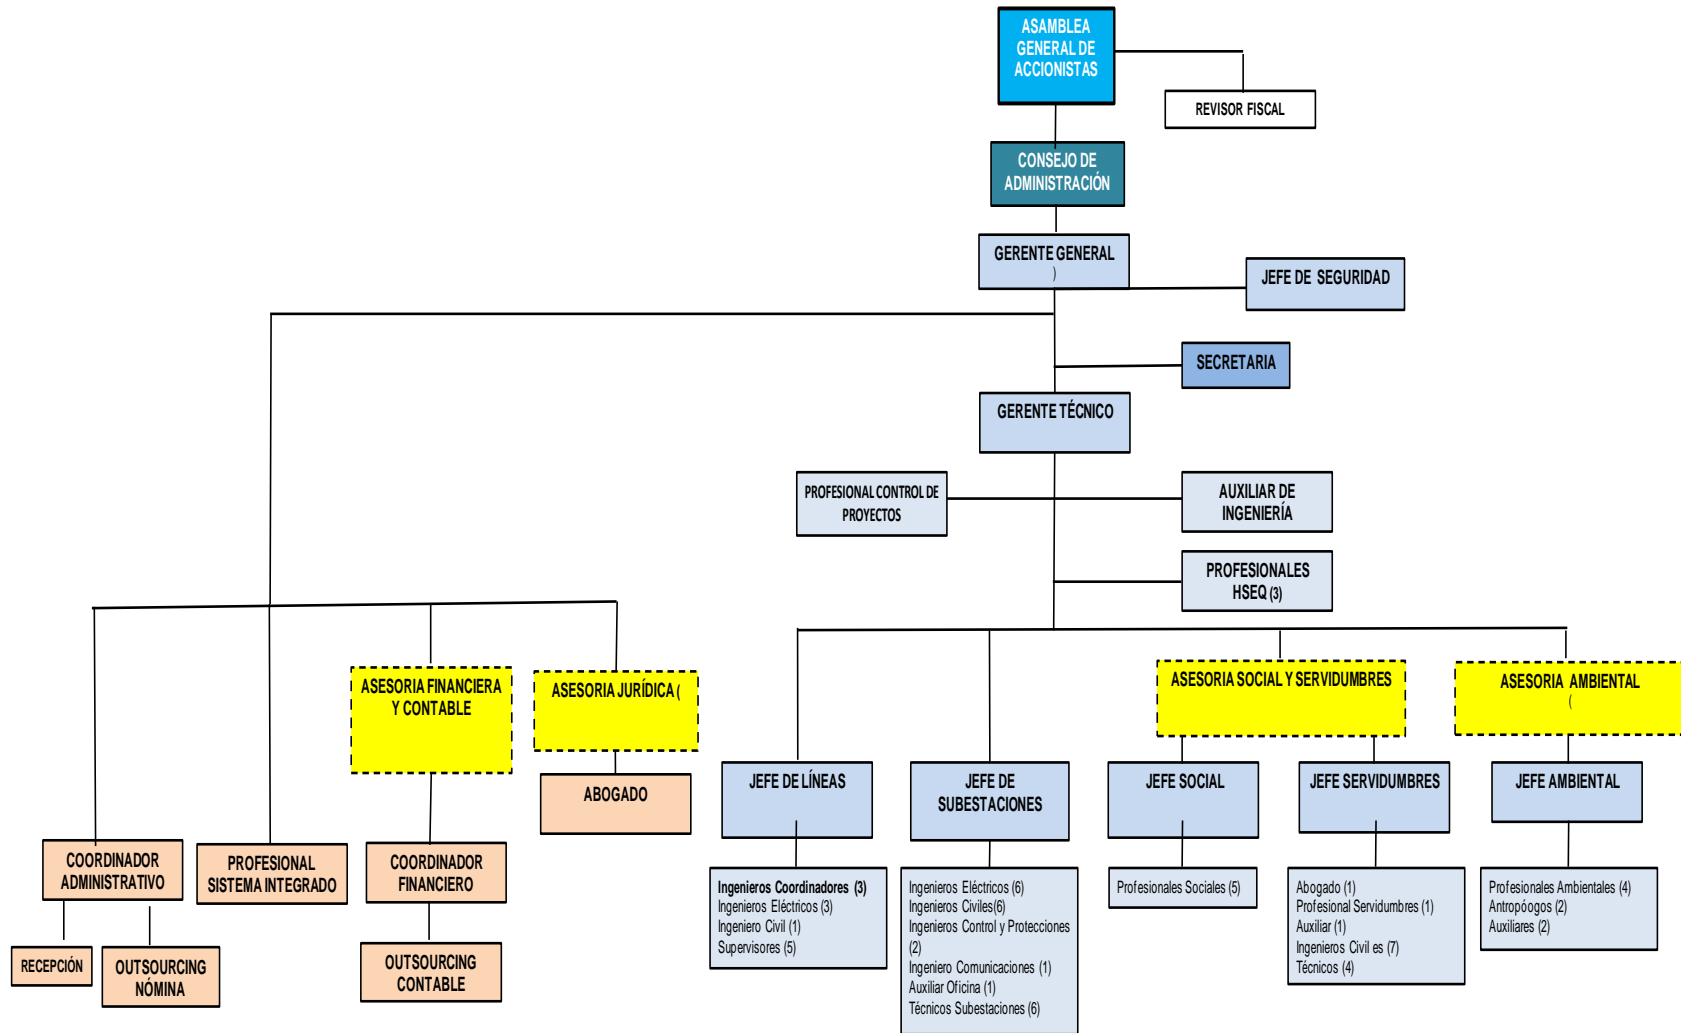 ASAMBLEA
GENERAL DE
ACCIONISTAS
REVISOR FISCAL
CONSEJO DE
ADMINISTRACIÓN
GERENTE GENERAL
)
JEFE DE SEGURIDAD
SECRETARIA
GERENTE TÉCNICO
PROFESIONAL CONTROL DE
PROYECTOS
AUXILIAR DE
INGENIERÍA
PROFESIONALES
HSEQ (3)
ASESORIA FINANCIERA
Y CONTABLE
ASESORIA JURÍDICA (
ASESORIA SOCIAL Y SERVIDUMBRES
ASESORIA AMBIENTAL
(
ABOGADO
JEFE DE LÍNEAS
JEFE DE
SUBESTACIONES
JEFE SOCIAL
JEFE SERVIDUMBRES
JEFE AMBIENTAL
COORDINADOR
ADMINISTRATIVO
PROFESIONAL
SISTEMA INTEGRADO
COORDINADOR
FINANCIERO
RECEPCIÓN
OUTSOURCING
NÓMINA
OUTSOURCING
CONTABLE
Ingenieros Coordinadores (3)
Ingenieros Eléctricos (3)
Ingeniero Civil (1)
Supervisores (5)
Ingenieros Eléctricos (6)
Ingenieros Civiles(6)
Ingenieros Control y Protecciones
(2)
Ingeniero Comunicaciones (1)
Auxiliar Oficina (1)
Técnicos Subestaciones (6)
Profesionales Sociales (5)
Abogado (1)
Profesional Servidumbres (1)
Auxiliar (1)
Ingenieros Civil es (7)
Técnicos (4)
Profesionales Ambientales (4)
Antropóogos (2)
Auxiliares (2)